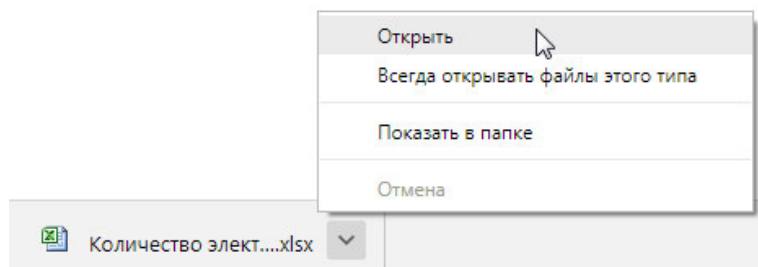 Открыть
Всегда открывать файлы этого типа
Показать в папке
Отмена
Количество элект....xlsx